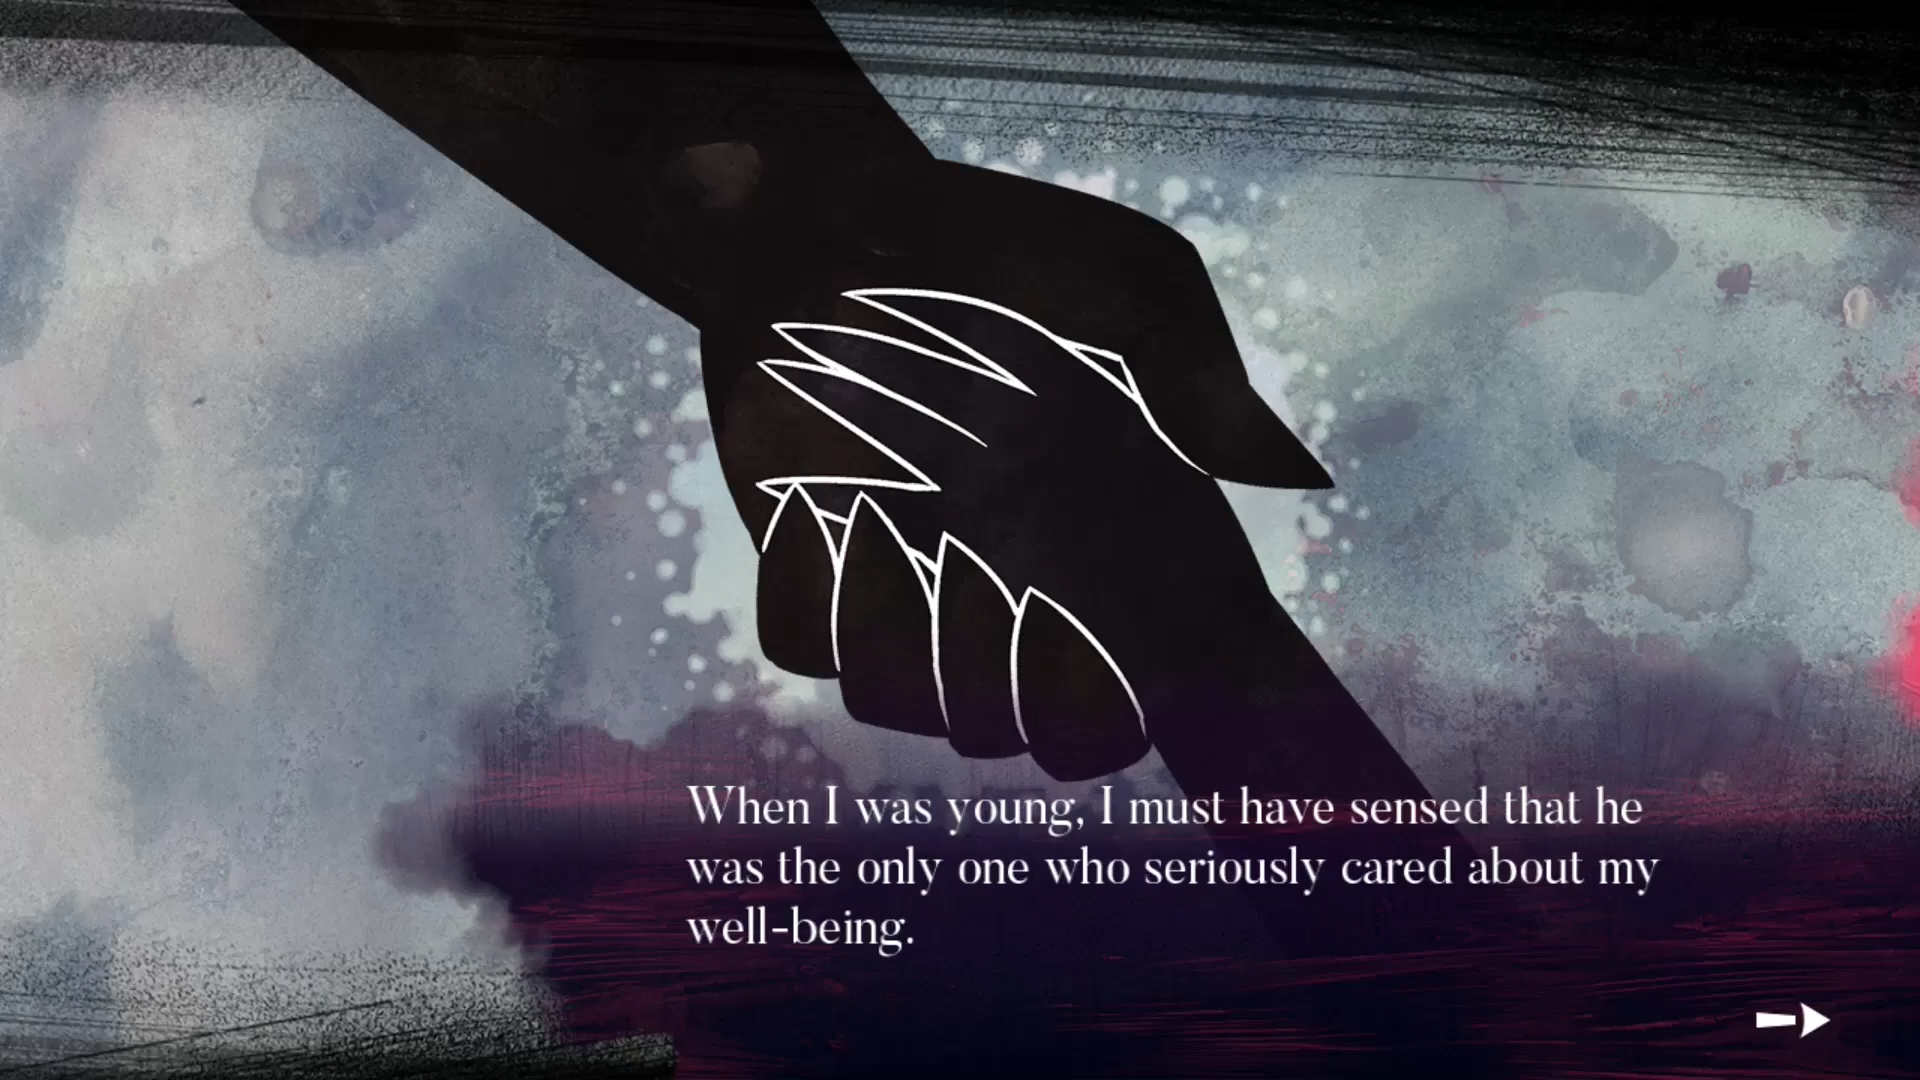 When I was young, I must have sensed that he
was the only one who seriously cared about my
well-being.